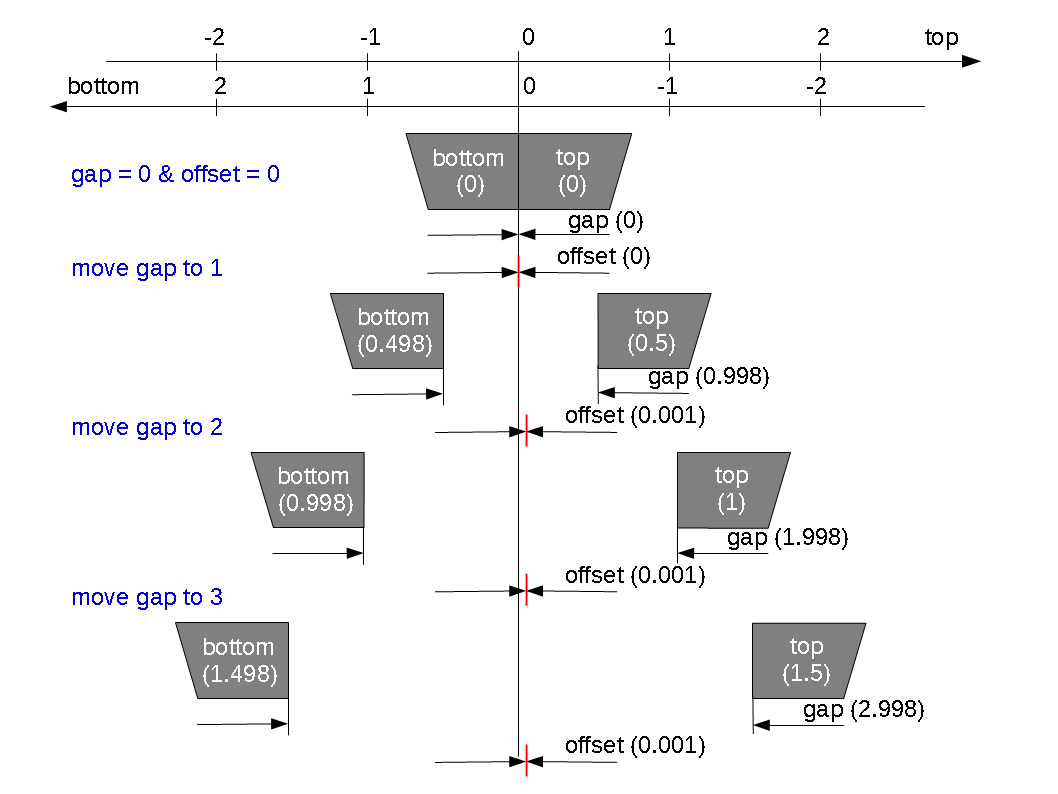 -2 -1 0 1 2 top
bottom 2 1 0 -1 -2
gap = 0 & offset = 0
bottom
(0)
top
(0)
gap (0)
offset (0)
move gap to 1
bottom
(0.498)
top
(0.5)
gap (0.998)
offset (0.001)
move gap to 2
bottom
(0.998)
top
(1)
gap (1.998)
offset (0.001)
move gap to 3
bottom
(1.498)
top
(1.5)
gap (2.998)
offset (0.001)